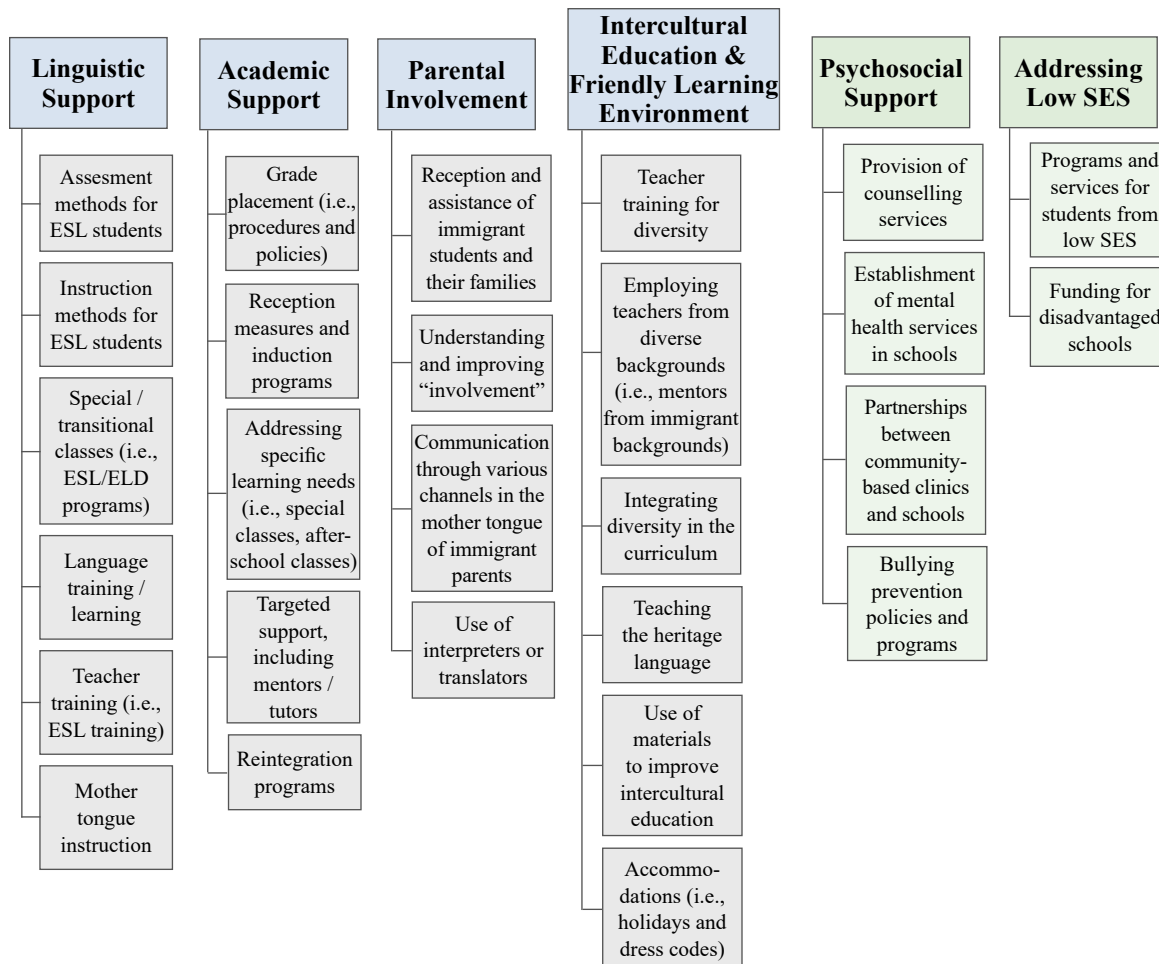 Linguistic
Support
Assesment
methods for
ESL students
Instruction
methods for
ESL students
Special /
transitional
classes (i.e.,
ESL/ELD
programs)
Language
training /
learning
Teacher
training (i.e.,
ESL training)
Mother
tongue
instruction
Academic
Support
Grade
placement (i.e.,
procedures and
policies)
Reception
measures and
induction
programs
Addressing
specific
learning needs
(i.e., special
classes, after-
school classes)
Targeted
support,
including
mentors /
tutors
Reintegration
programs
Parental
Involvement
Reception and
assistance of
immigrant
students and
their families
Understanding
and improving
“involvement”
Communication
through various
channels in the
mother tongue
of immigrant
parents
Use of
interpreters or
translators
Intercultural
Education &
Friendly Learning
Environment
Teacher
training for
diversity
Employing
teachers from
diverse
backgrounds
(i.e., mentors
from immigrant
backgrounds)
Integrating
diversity in the
curriculum
Teaching
the heritage
language
Use of
materials
to improve
intercultural
education
Accommo-
dations (i.e.,
holidays and
dress codes)
Psychosocial
Support
Provision of
counselling
services
Establishment
of mental
health services
in schools
Partnerships
between
community-
based clinics
and schools
Bullying
prevention
policies and
programs
Addressing
Low SES
Programs and
services for
students from
low SES
Funding for
disadvantaged
schools